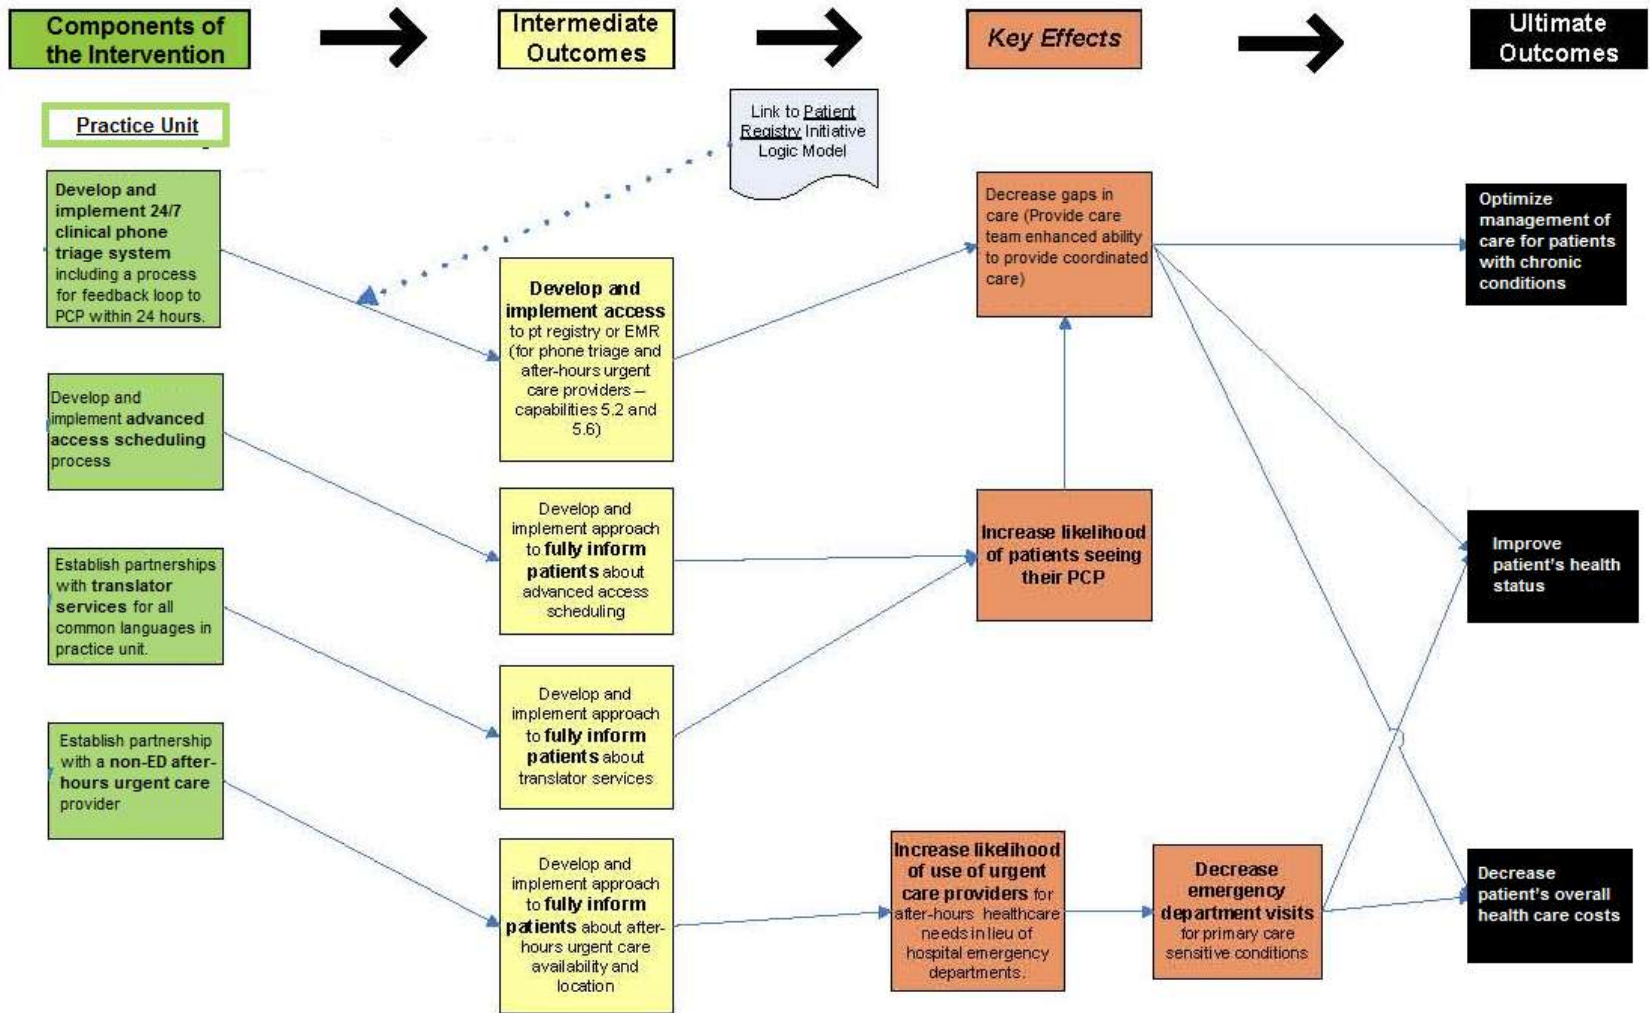 Components of
the Intervention
Intermediate
Outcomes
Key Effects
Ultimate
Outcomes
Practice Unit
Link to Patient
Registry Initiative
Logic Model
Develop and
implement 24/7
clinical phone
triage system
including a process
for feedback loop to
PCP within 24 hours.
Develop and
implement advanced
access scheduling
process
Establish partnerships
with translator
services for all
common languages in
practice unit.
Establish partnership
with a non-ED after-
hours urgent care
provider
Develop and
implement access
to pt registry or EMR
(for phone triage and
after-hours urgent
care providers –
capabilities 5.2 and
5.6)
Develop and
implement approach
to fully inform
patients about
advanced access
scheduling
Develop and
implement approach
to fully inform
patients about
translator services
Develop and
implement approach
to fully inform
patients about after-
hours urgent care
availability and
location
Decrease gaps in
care (Provide care
team enhanced ability
to provide coordinated
care)
Increase likelihood
of patients seeing
their PCP
Increase likelihood
of use of urgent
care providers for
after-hours healthcare
needs in lieu of
hospital emergency
departments.
Decrease
emergency
department visits
for primary care
sensitive conditions
Optimize
management of
care for patients
with chronic
conditions
Improve
patient's health
status
Decrease
patient's overall
health care costs